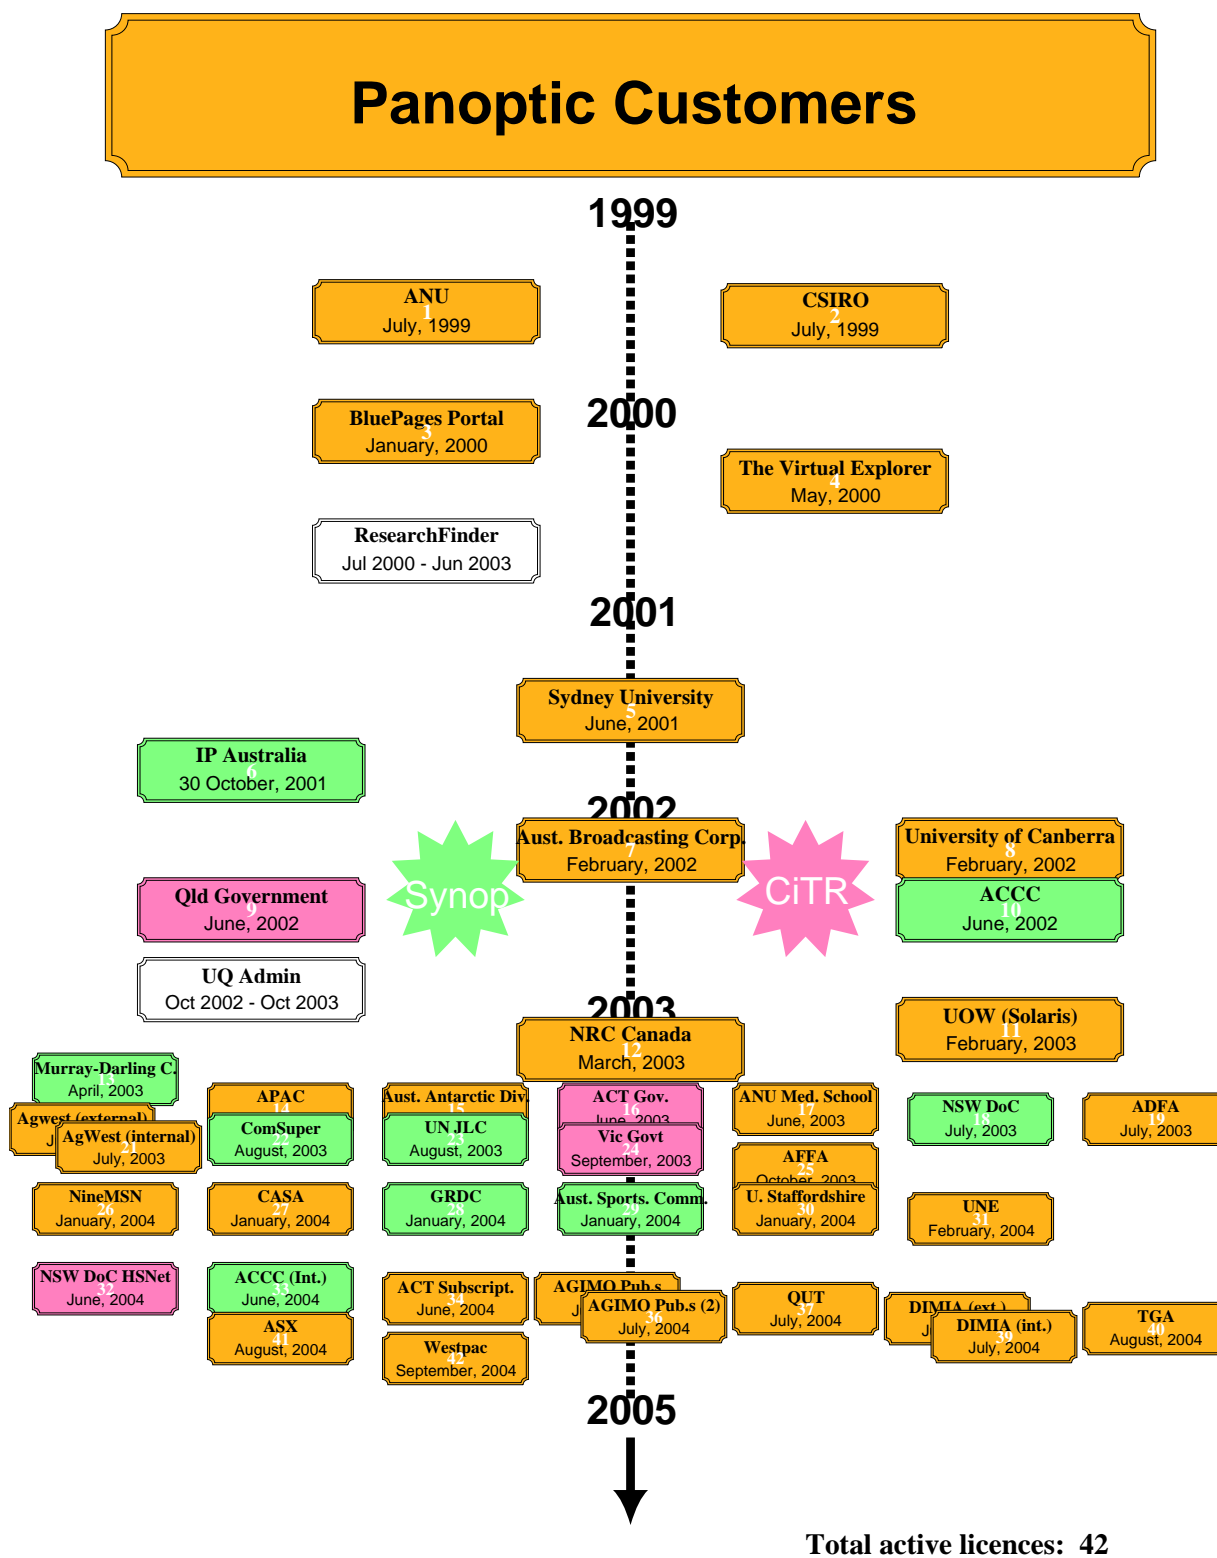 Panoptic Customers
1999
ANU
1
July, 1999
CSIRO
2
July, 1999
2000
BluePages Portal
3
January, 2000
The Virtual Explorer
4
May, 2000
ResearchFinder
Jul 2000 - Jun 2003
2001
Sydney University
5
June, 2001
IP Australia
6
30 October, 2001
2002
Aust. Broadcasting Corp.
7
February, 2002
University of Canberra
8
February, 2002
Synop
CiTR
Qld Government
9
June, 2002
ACCC
10
June, 2002
UQ Admin
Oct 2002 - Oct 2003
2003
NRC Canada
12
March, 2003
UOW (Solaris)
11
February, 2003
Murray-Darling C.
13
April, 2003
APAC
14
Aust. Antarctic Div.
15
ACT Gov.
16
June, 2003
ANU Med. School
17
June, 2003
NSW DoC
18
July, 2003
ADFA
19
July, 2003
Agwest (external)
AgWest (internal)
21
July, 2003
ComSuper
22
August, 2003
UN JLC
23
August, 2003
Vic Govt
24
September, 2003
AFFA
25
October, 2003
NineMSN
26
January, 2004
CASA
27
January, 2004
GRDC
28
January, 2004
Aust. Sports. Comm.
29
January, 2004
U. Staffordshire
30
January, 2004
UNE
31
February, 2004
NSW DoC HSNet
32
June, 2004
ACCC (Int.)
33
June, 2004
ACT Subscript.
34
June, 2004
AGIMO Pub.s
AGIMO Pub.s (2)
36
July, 2004
QUT
37
July, 2004
DIMIA (ext.)
DIMIA (int.)
39
July, 2004
TGA
40
August, 2004
ASX
41
August, 2004
Westpac
42
September, 2004
2005
Total active licences: 42